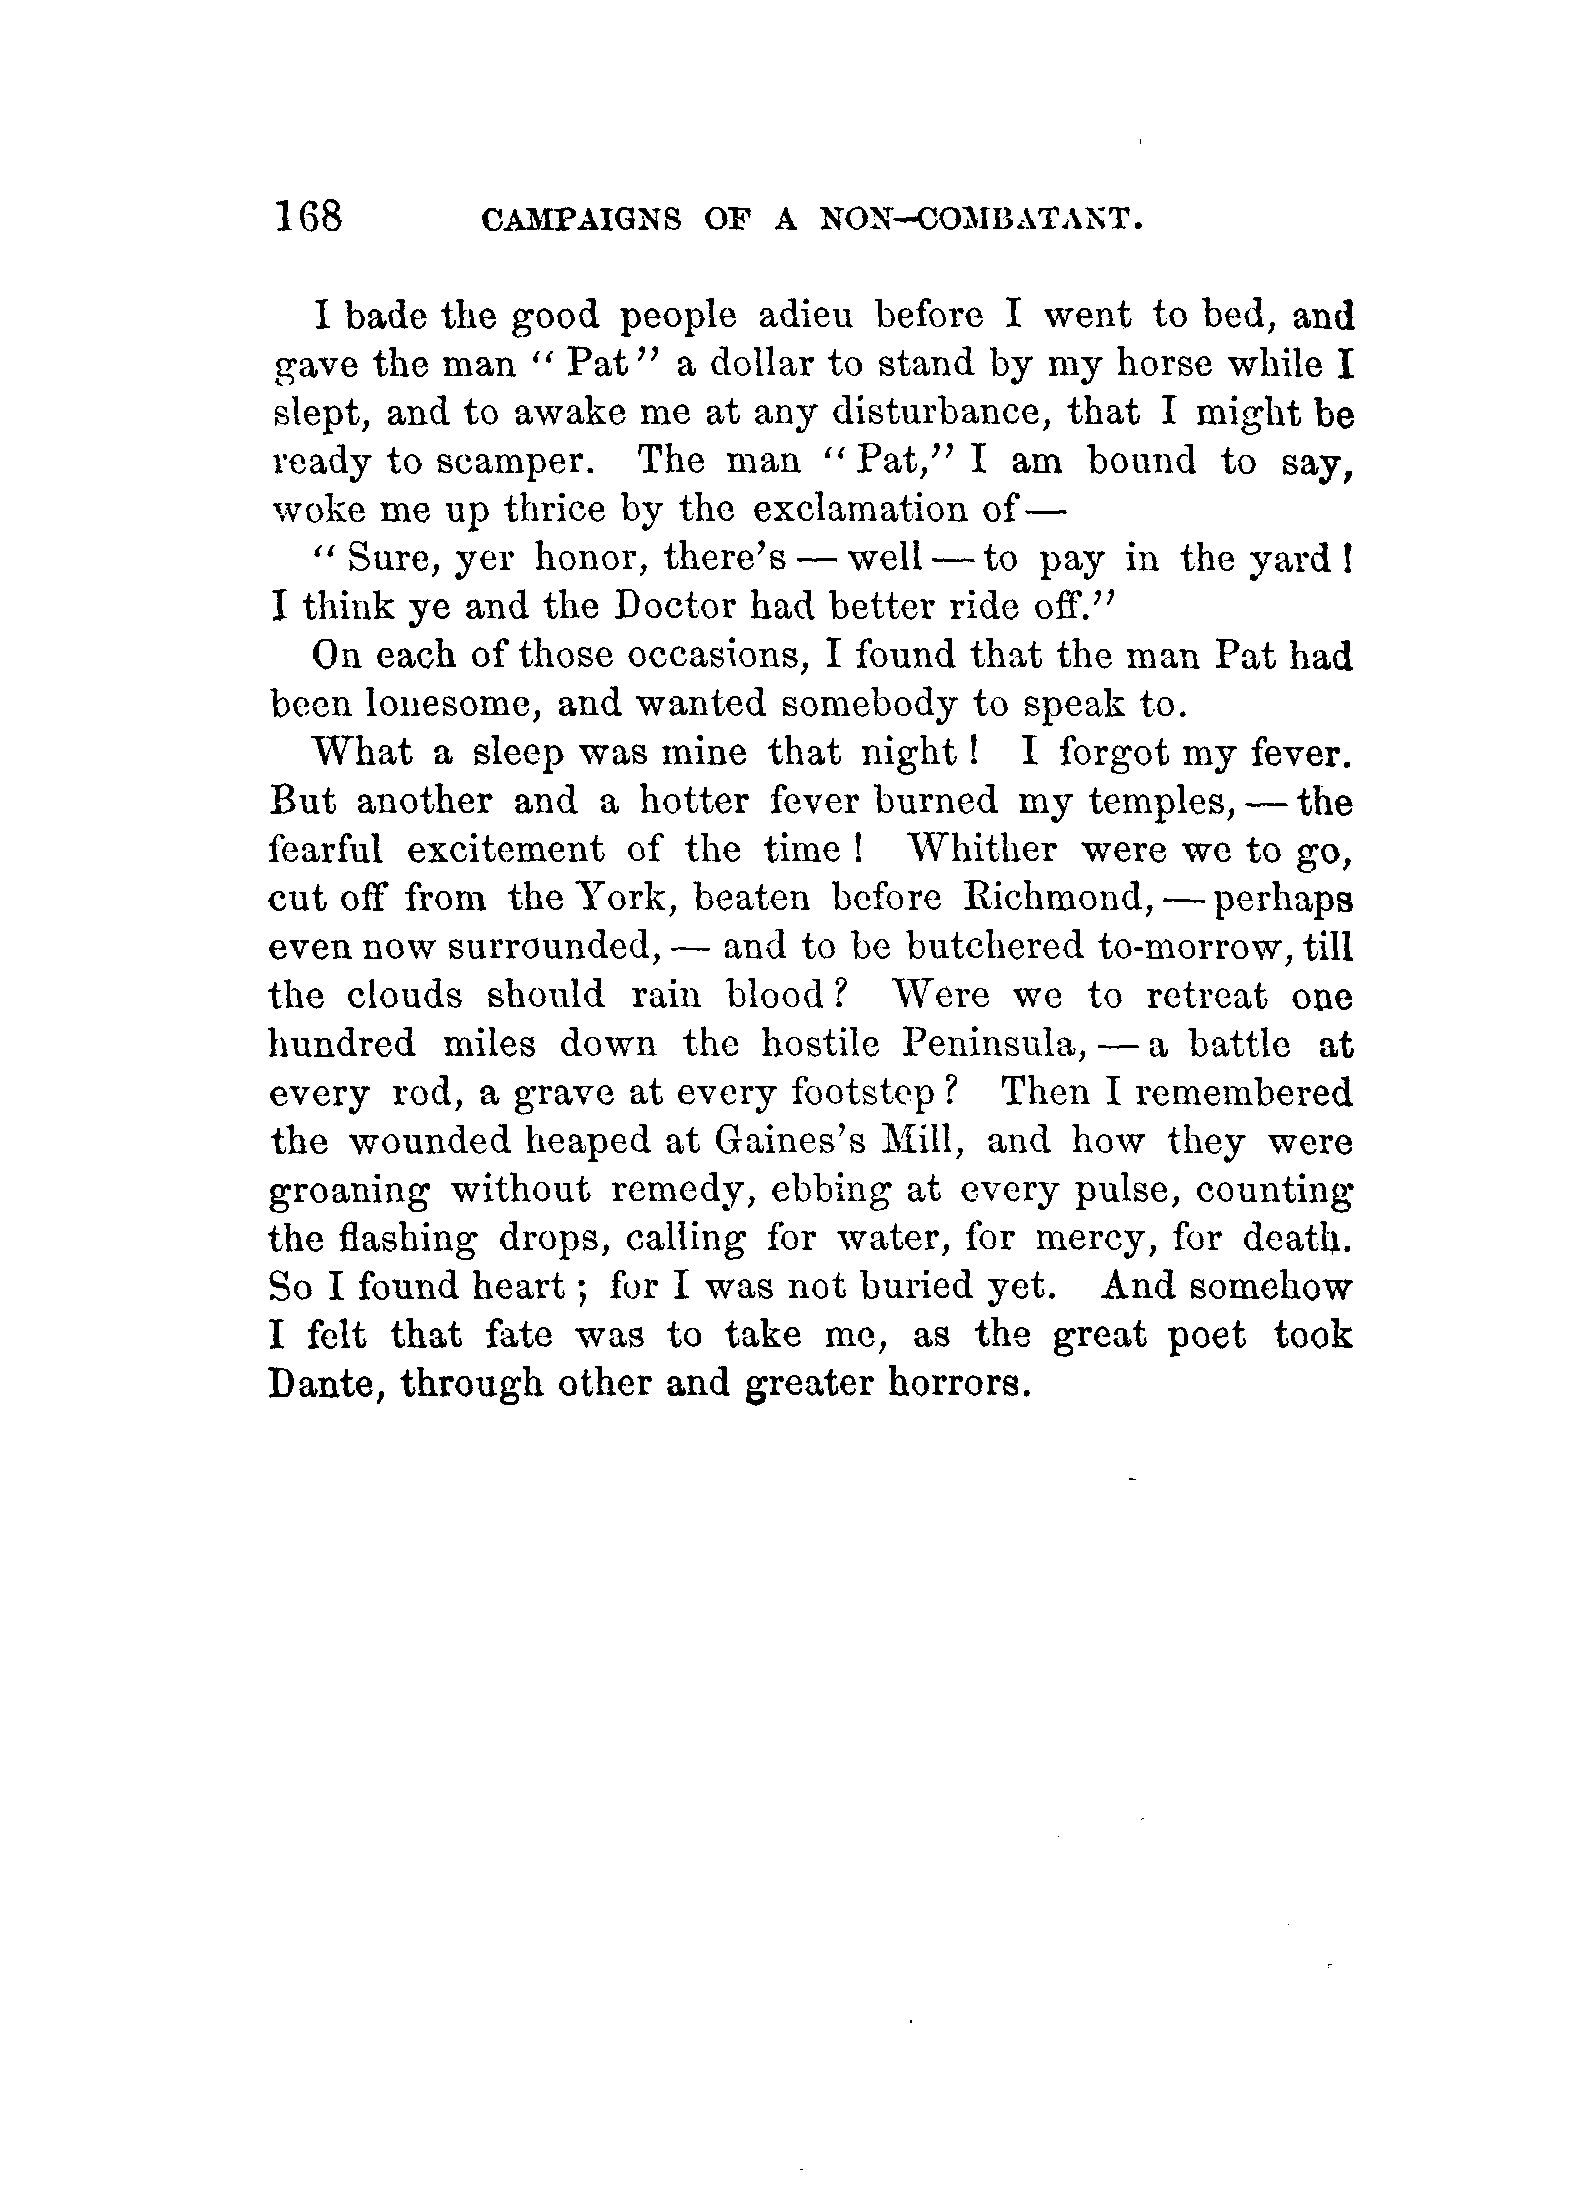 168 CAMPAIGNS OF A NON-COMBATANT.
I bade the good people adieu before I went to bed, and
gave the man "Pat" a dollar to stand by my horse while I
slept, and to awake me at any disturbance, that I might be
ready to scamper. The man "Pat," I am bound to say,
woke me up thrice by the exclamation of—
"Sure, yer honor, there's — well — to pay in the yard!
I think ye and the Doctor had better ride off."
On each of those occasions, I found that the man Pat had
been lonesome, and wanted somebody to speak to.
What a sleep was mine that night! I forgot my fever.
But another and a hotter fever burned my temples, — the
fearful excitement of the time! Whither were we to go,
cut off from the York, beaten before Richmond, — perhaps
even now surrounded, — and to be butchered to-morrow, till
the clouds should rain blood? Were we to retreat one
hundred miles down the hostile Peninsula, — a battle at
every rod, a grave at every footstep? Then I remembered
the wounded heaped at Gaines's Mill, and how they were
groaning without remedy, ebbing at every pulse, counting
the flashing drops, calling for water, for mercy, for death.
So I found heart; for I was not buried yet. And somehow
I felt that fate was to take me, as the great poet took
Dante, through other and greater horrors.